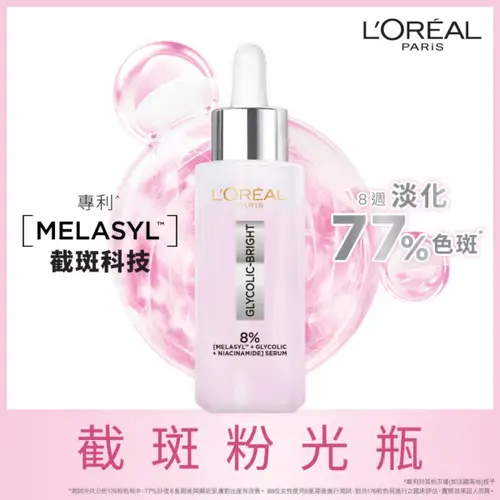 L'ORÉAL
PARIS
專利^
[MELASYL™]
截斑科技
8週 淡化
77%色斑*
L'ORÉAL
GLYCOLIC-BRIGHT
8%
[MELASYL™ + GLYCOLIC
+ NIACINAMIDE] SERUM
截斑粉光瓶